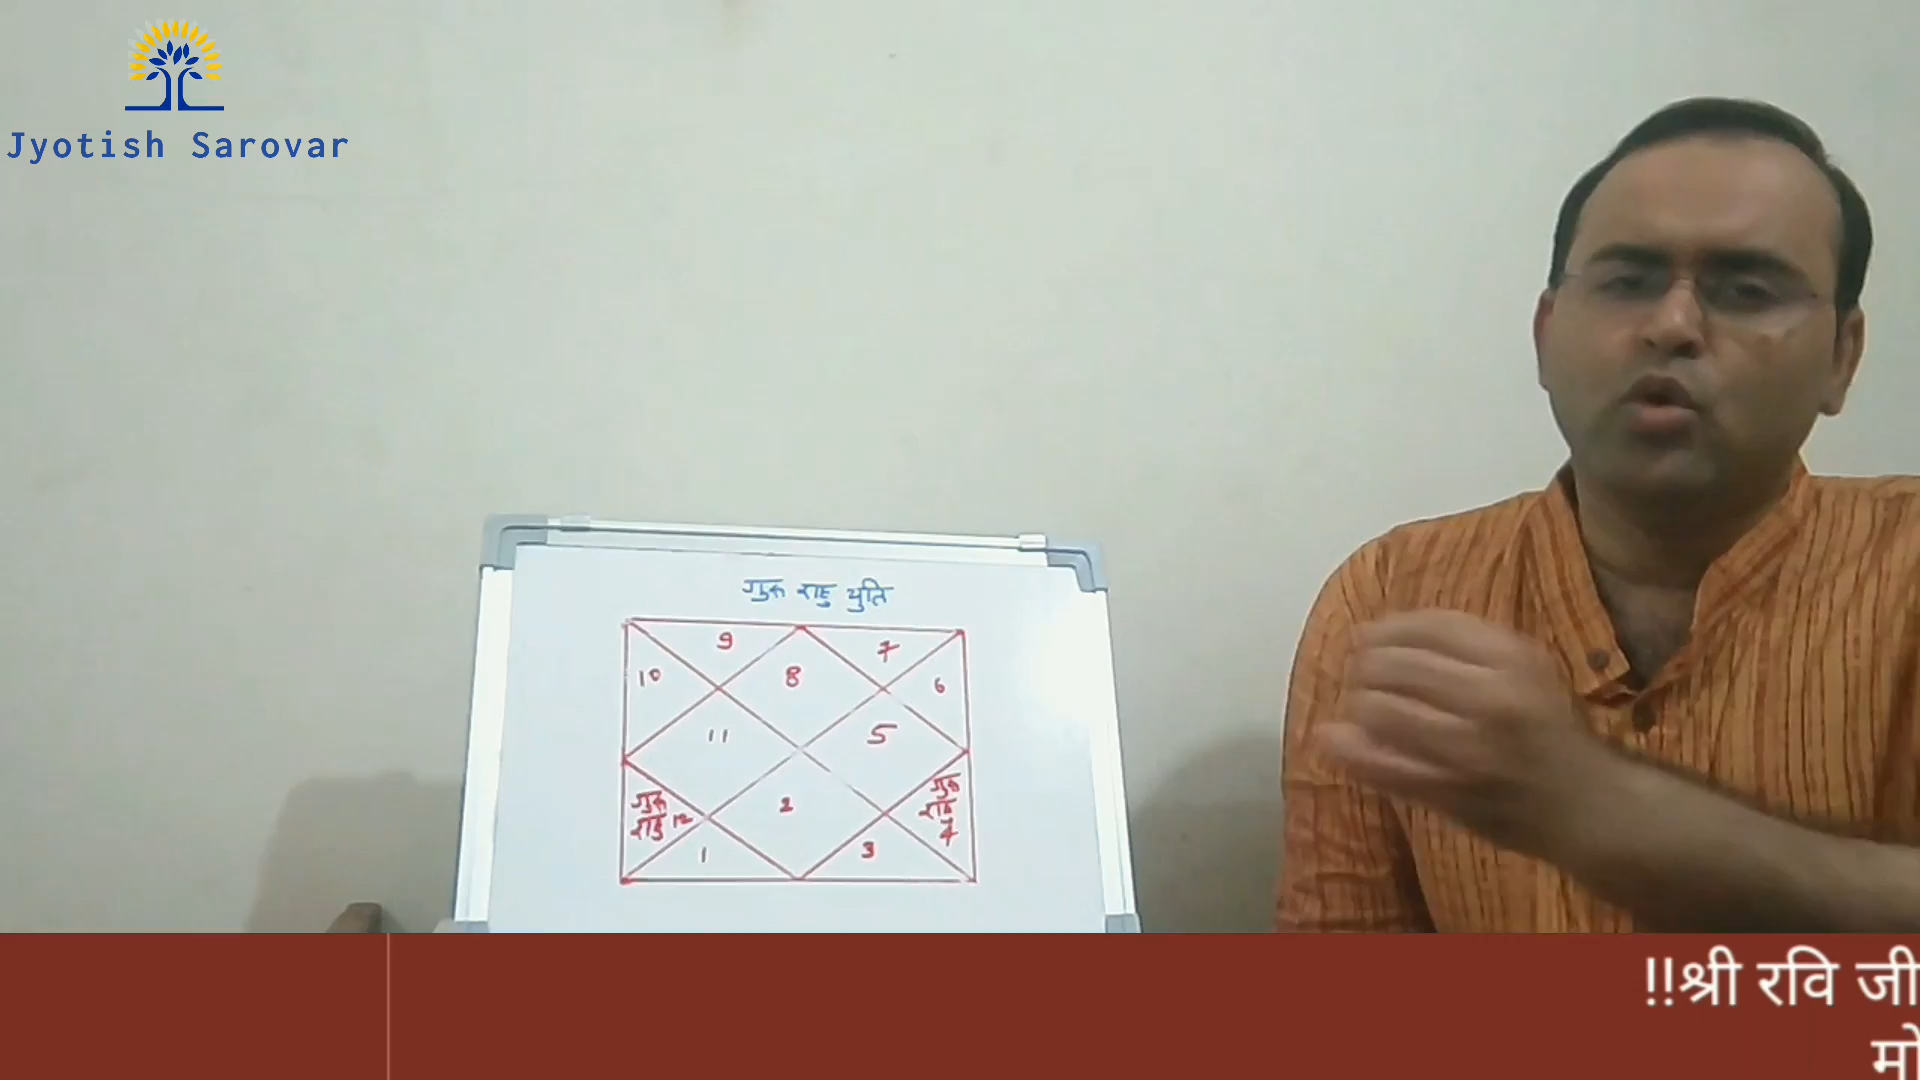 Jyotish Sarovar
गुरु राहु युति
9
7
10
8
6
11
5
गुरु
राहु 12
2
गुरु
राहु
4
1
3
!!श्री रवि जी
मो